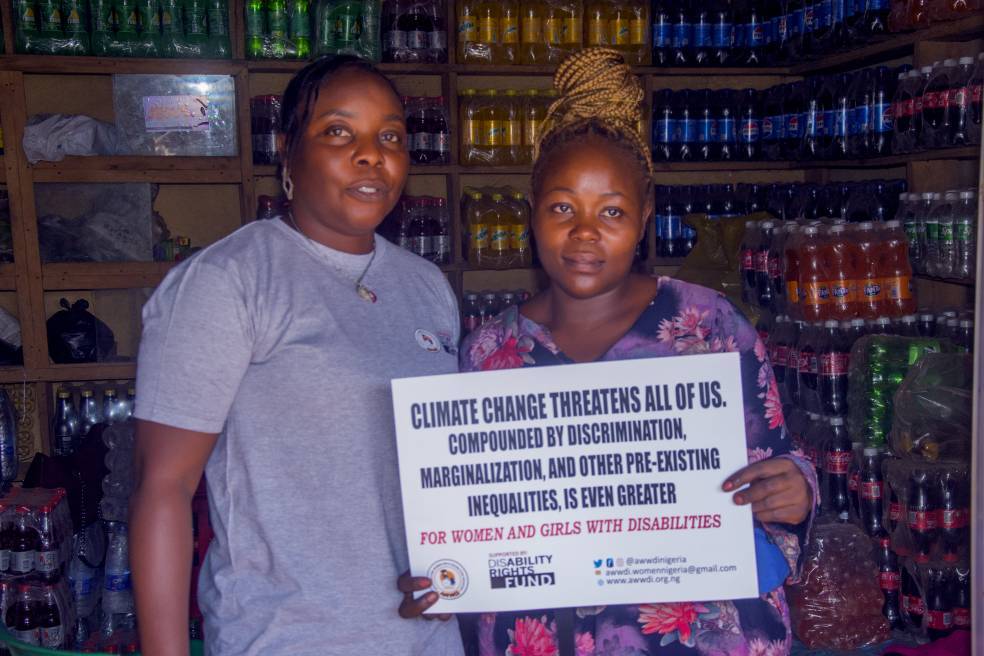 CLIMATE CHANGE THREATENS ALL OF US.
COMPOUNDED BY DISCRIMINATION,
MARGINALIZATION, AND OTHER PRE-EXISTING
INEQUALITIES, IS EVEN GREATER
FOR WOMEN AND GIRLS WITH DISABILITIES
SUPPORTED BY:
DISABILITY
RIGHTS
FUND
@awwdinigeria
awwdi.womennigeria@gmail.com
www.awwdi.org.ng